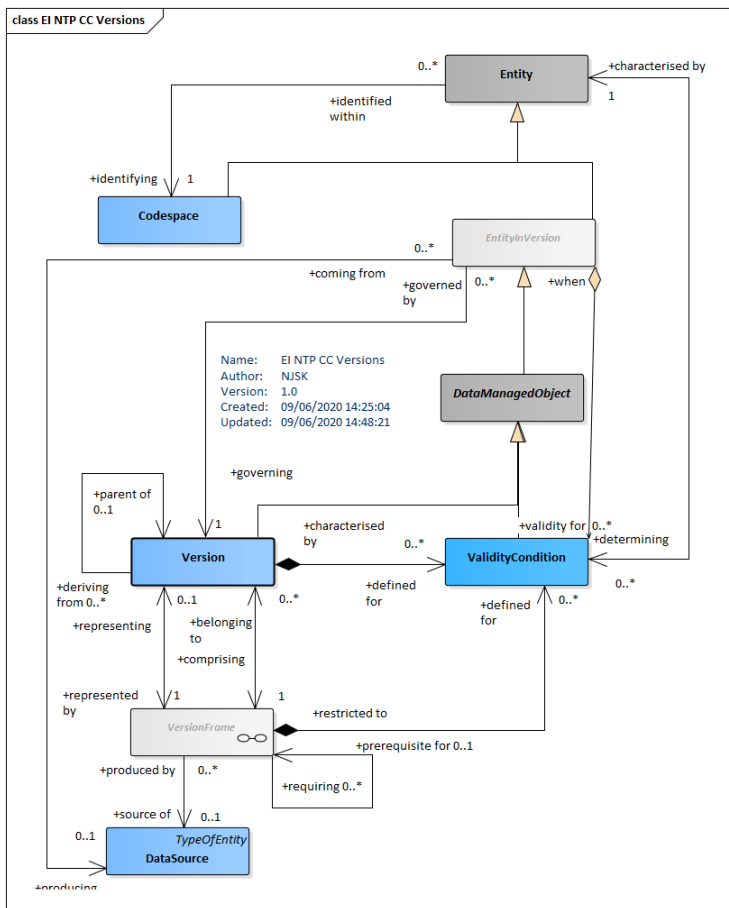 class EI NTP CC Versions
0..*
Entity
+characterised by
1
+identified
within
+identifying
1
Codespace
EntityInVersion
0..*
+coming from
+governed
by
0..*
+when
Name: EI NTP CC Versions
Author: NJSK
Version: 1.0
Created: 09/06/2020 14:25:04
Updated: 09/06/2020 14:48:21
DataManagedObject
+governing
+parent of
0..1
1
+characterised
by
0..*
+validity for 0..*
+determining
Version
ValidityCondition
+deriving
from 0..*
0..1
+belonging
to
0..*
+defined
for
+defined
for
0..*
0..*
+representing
+comprising
+represented
by
1
1
VersionFrame
+restricted to
+prerequisite for 0..1
+produced by
0..*
+requiring 0..*
+source of
0..1
0..1
TypeOfEntity
DataSource
+producing